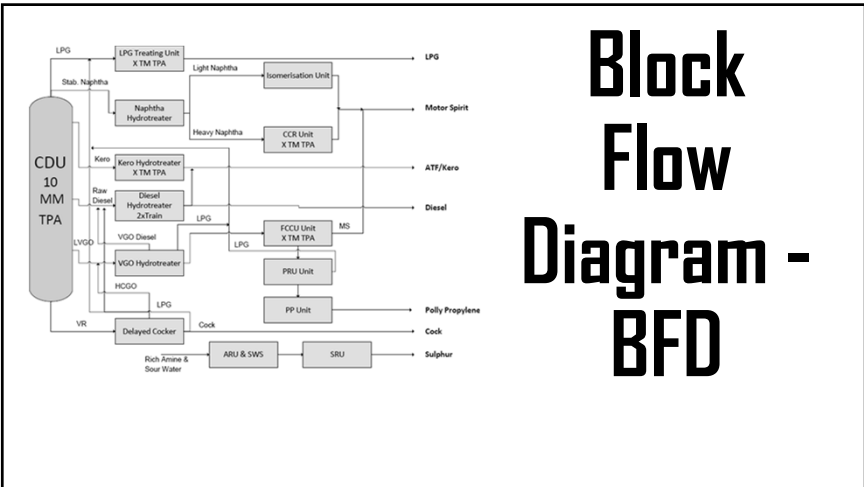 LPG
LPG Treating Unit
X TM TPA
LPG
Light Naphtha
Isomerisation Unit
Stab. Naphtha
Naphtha
Hydrotreater
Motor Spirit
Heavy Naphtha
CCR Unit
X TM TPA
CDU
10
MM
TPA
Kero
Kero Hydrotreater
X TM TPA
ATF/Kero
Raw
Diesel
Diesel
Hydrotreater
2xTrain
Diesel
LPG
FCCU Unit
X TM TPA
MS
VGO Diesel
LVGO
VGO Hydrotreater
LPG
PRU Unit
HCGO
LPG
PP Unit
Polly Propylene
VR
Delayed Cocker
Cock
Cock
Rich Amine &
Sour Water
ARU & SWS
SRU
Sulphur
Block
Flow
Diagram -
BFD